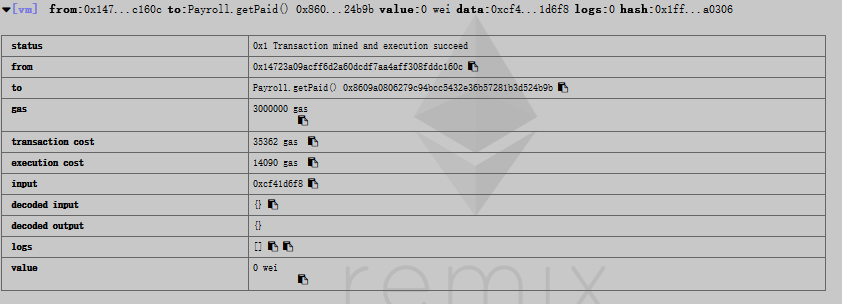 [vm] from:0x147...c160c to:Payroll.getPaid() 0x860...24b9b value:0 wei data:0xcf4...1d6f8 logs:0 hash:0x1ff...a0306
status 0x1 Transaction mined and execution succeed
from 0x14723a09acff6d2a60dcdf7aa4aff308fddc160c
to Payroll.getPaid() 0x8609a0806279c94bcc5432e36b57281b3d524b9b
gas 3000000 gas
transaction cost 35362 gas
execution cost 14090 gas
input 0xcf41d6f8
decoded input {}
decoded output {}
logs []
value 0 wei
remix